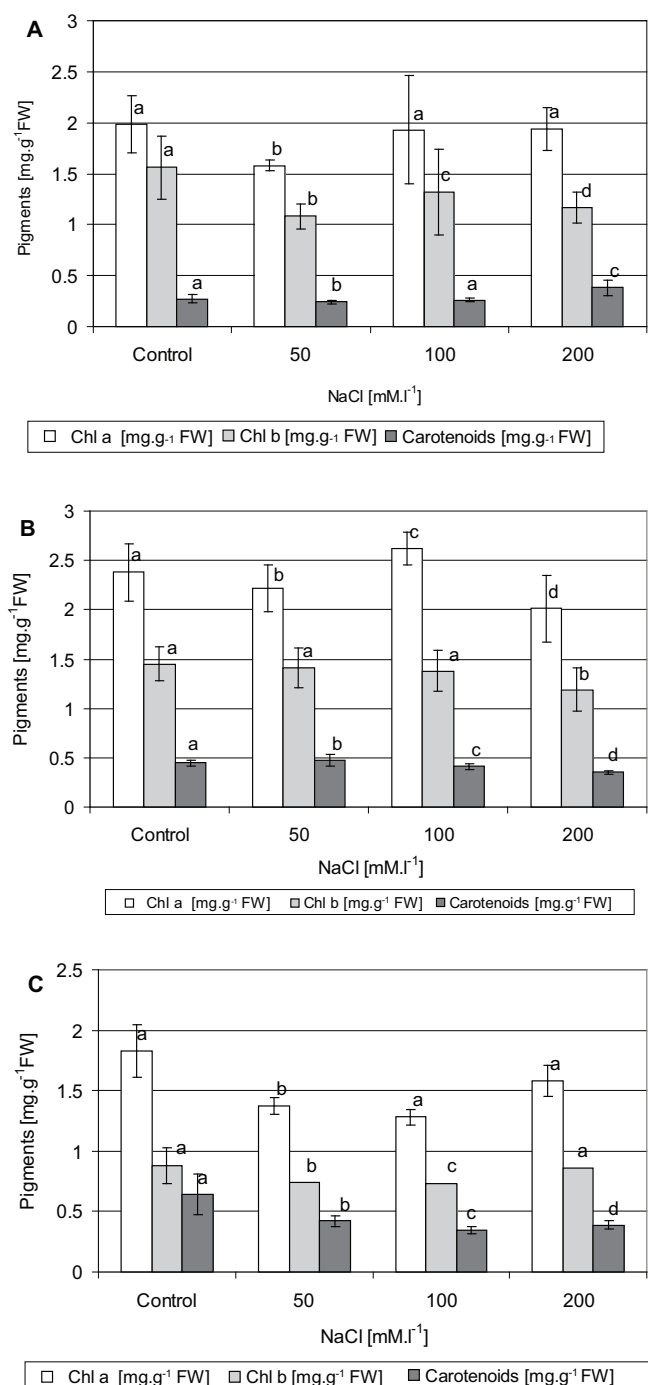 A
3
2.5
2
1.5
1
0.5
0
Pigments [mg.g-1FW]
a a a
b b b
a c a
a d c
Control 50 100 200
NaCl [mM.l-1]
Chl a [mg.g-1 FW] Chl b [mg.g-1 FW] Carotenoids [mg.g-1 FW]
B
3
2.5
2
1.5
1
0.5
0
Pigments [mg.g-1FW]
a a a
b a b
c a c
d b d
Control 50 100 200
NaCl [mM.l-1]
Chl a [mg.g-1 FW] Chl b [mg.g-1 FW] Carotenoids [mg.g-1 FW]
C
2.5
2
1.5
1
0.5
0
Pigments [mg.g-1FW]
a a a
b b b
a c c
a a d
Control 50 100 200
NaCl [mM.l-1]
Chl a [mg.g-1 FW] Chl b [mg.g-1 FW] Carotenoids [mg.g-1 FW]